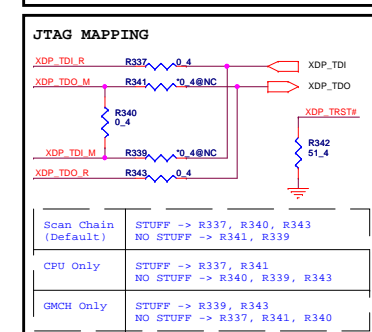 JTAG MAPPING
XDP_TDI_R R337 0_4 XDP_TDI
XDP_TDO_M R341 *0_4@NC XDP_TDO
XDP_TRST#
R340
0_4
R342
51_4
XDP_TDI_M R339 *0_4@NC
XDP_TDO_R R343 0_4
Scan Chain STUFF -> R337, R340, R343
(Default) NO STUFF -> R341, R339
CPU Only STUFF -> R337, R341
NO STUFF -> R340, R339, R343
GMCH Only STUFF -> R339, R343
NO STUFF -> R337, R341, R340